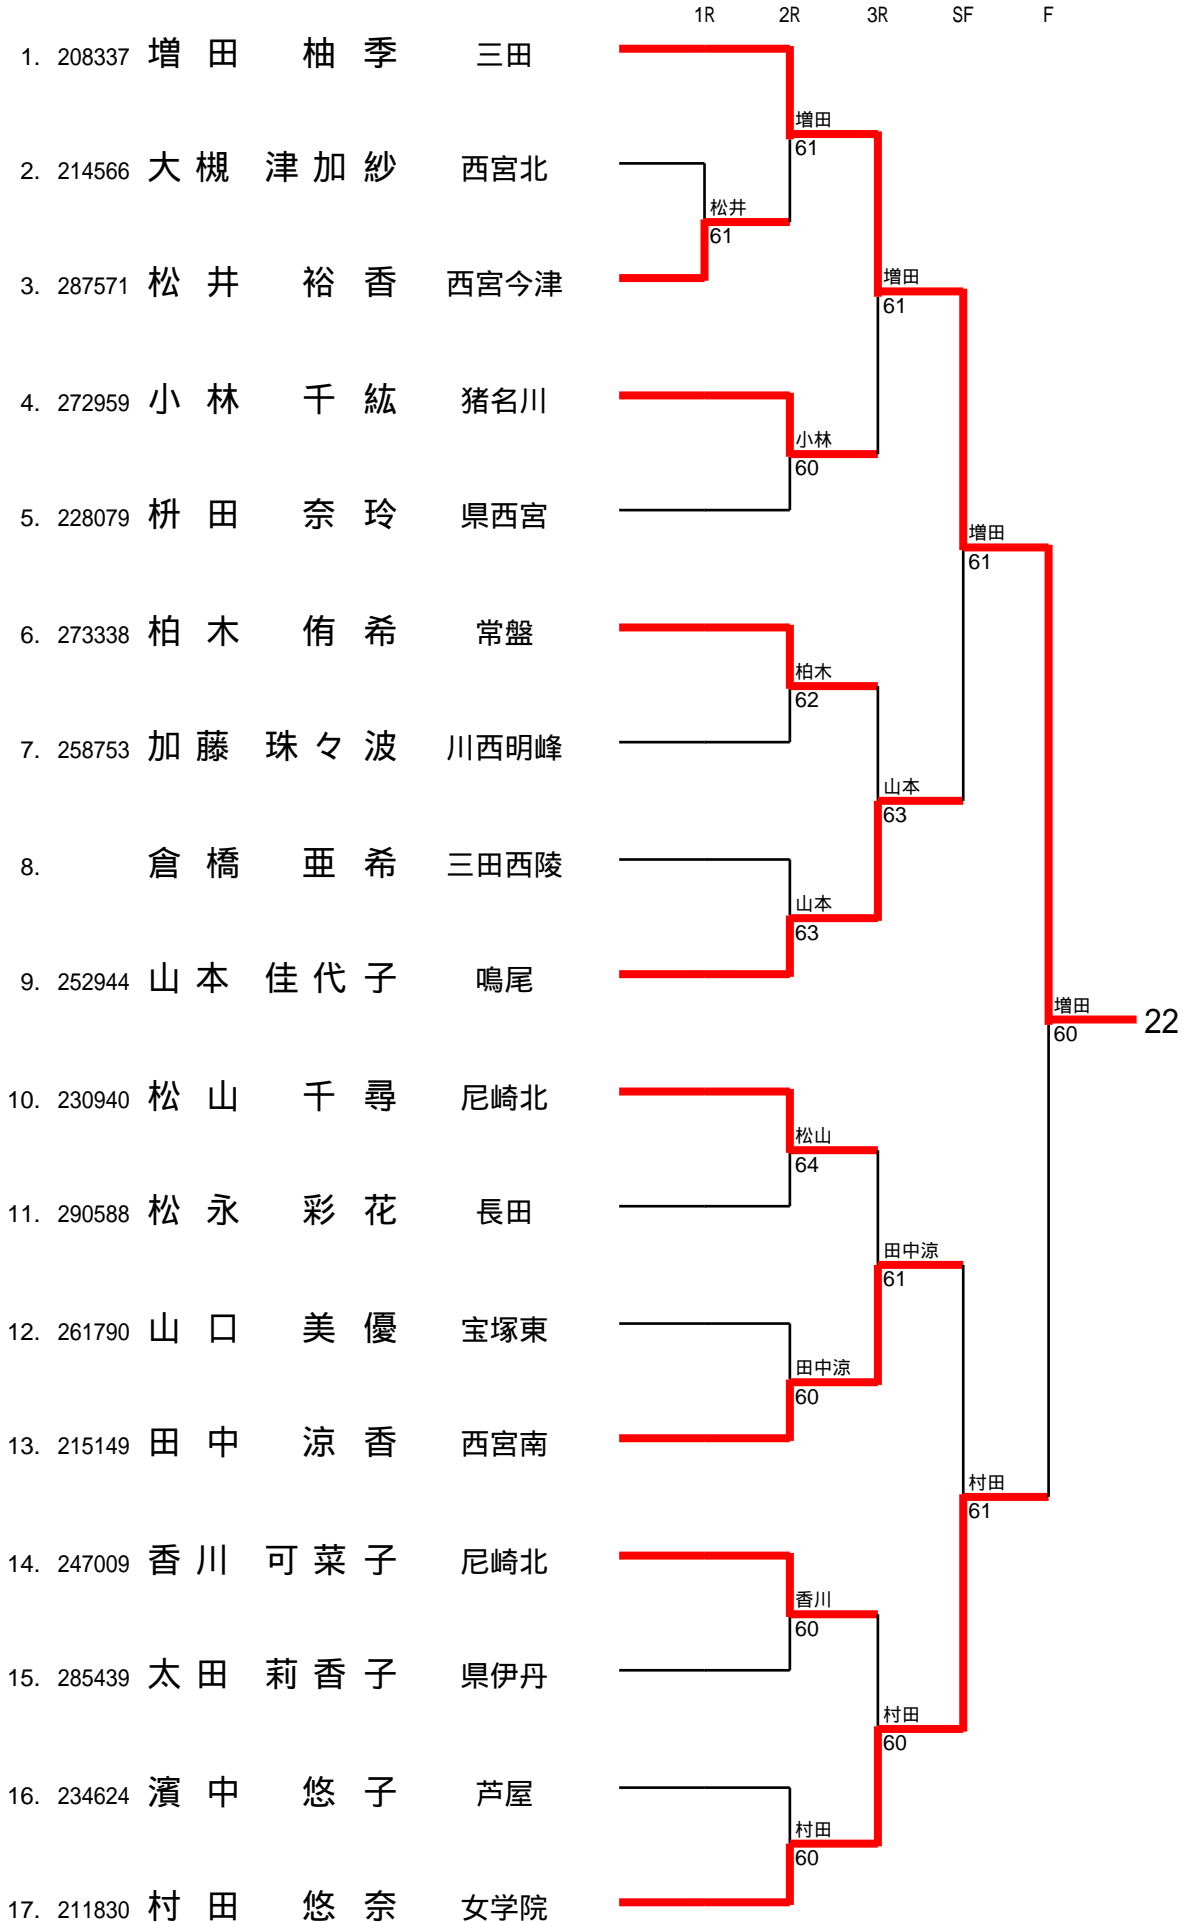 1R 2R 3R SF F
1. 208337 増田 柚季 三田
増田
61
2. 214566 大槻 津加紗 西宮北
松井
61
3. 287571 松井 裕香 西宮今津
増田
61
4. 272959 小林 千紘 猪名川
小林
60
5. 228079 枡田 奈玲 県西宮
増田
61
6. 273338 柏木 侑希 常盤
柏木
62
7. 258753 加藤 珠々波 川西明峰
山本
63
8. 倉橋 亜希 三田西陵
山本
63
9. 252944 山本 佳代子 鳴尾
増田
60
22
10. 230940 松山 千尋 尼崎北
松山
64
11. 290588 松永 彩花 長田
田中涼
61
12. 261790 山口 美優 宝塚東
田中涼
60
13. 215149 田中 涼香 西宮南
村田
61
14. 247009 香川 可菜子 尼崎北
香川
60
15. 285439 太田 莉香子 県伊丹
村田
60
16. 234624 濱中 悠子 芦屋
村田
60
17. 211830 村田 悠奈 女学院